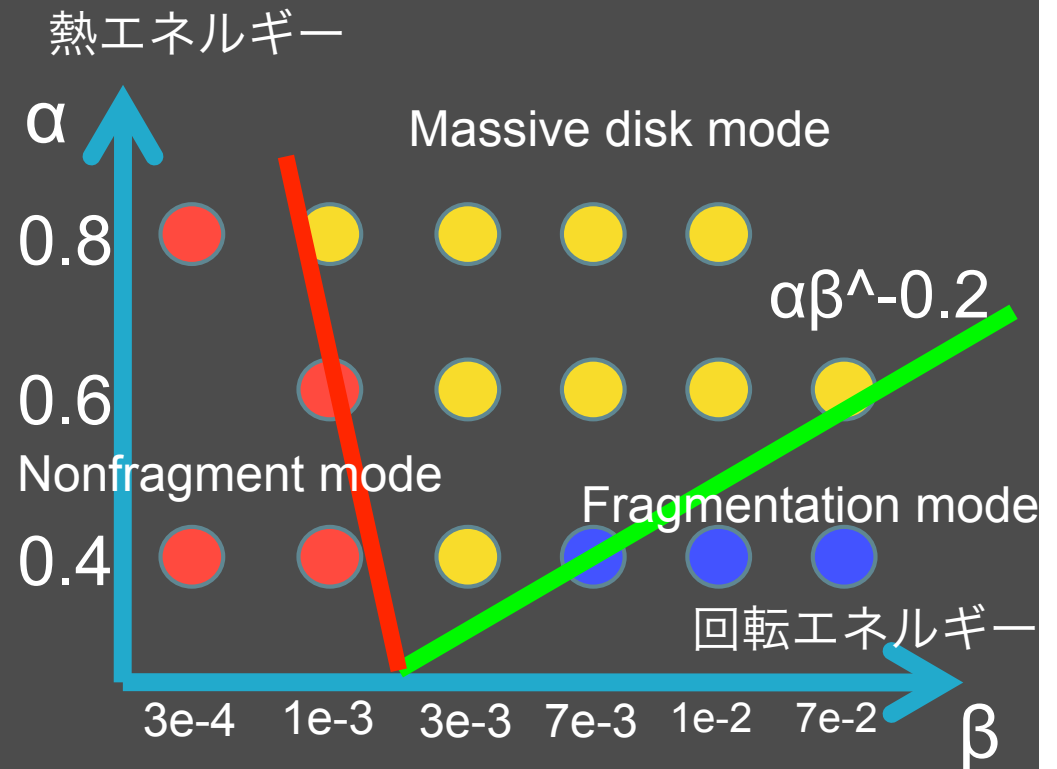 熱エネルギー
α
Massive disk mode
0.8
αβ^-0.2
0.6
Nonfragment mode
Fragmentation mode
0.4
回転エネルギー
3e-4 1e-3 3e-3 7e-3 1e-2 7e-2
β